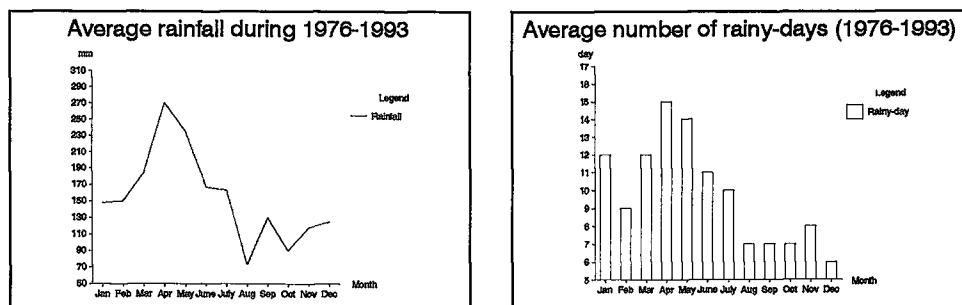 Average rainfall during 1976-1993
mm
310
290
270
250
230
210
190
170
150
130
110
90
70
50
Jan Feb Mar Apr May June July Aug Sep Oct Nov Dec
Month
Legend
Rainfall
Average number of rainy-days (1976-1993)
day
17
16
15
14
13
12
11
10
9
8
7
6
5
Jan Feb Mar Apr May June July Aug Sep Oct Nov Dec
Month
Legend
Rainy-day